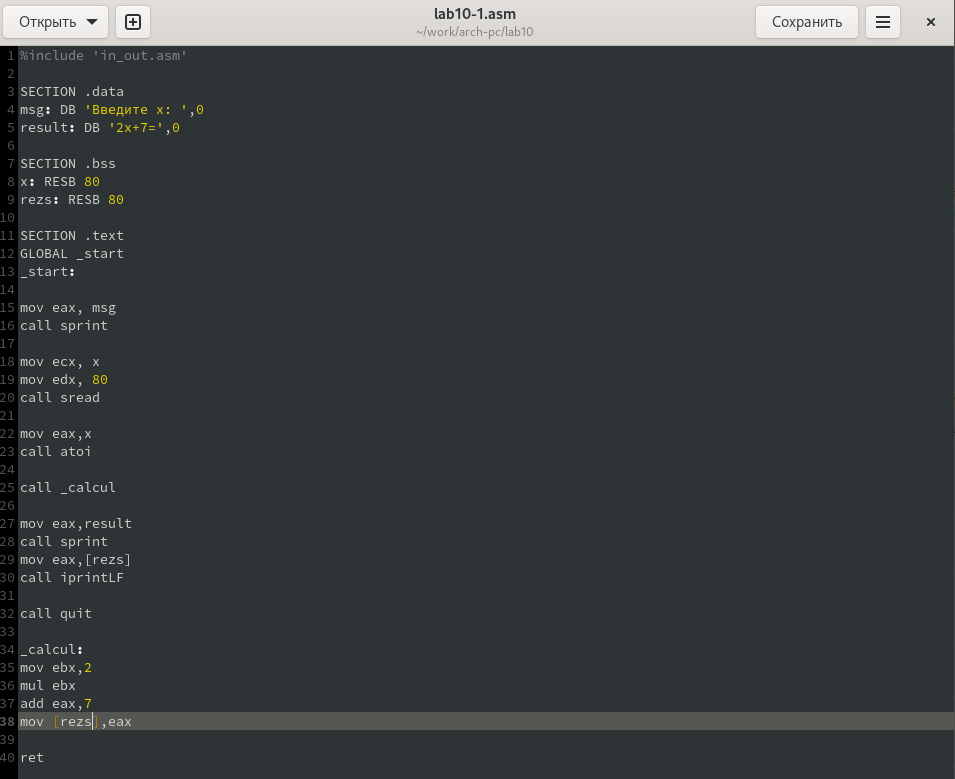 Открыть
lab10-1.asm
~/work/arch-pc/lab10
Сохранить
1 %include 'in_out.asm'
2
3 SECTION .data
4 msg: DB 'Введите x: ',0
5 result: DB '2x+7=',0
6
7 SECTION .bss
8 x: RESB 80
9 rezs: RESB 80
10
11 SECTION .text
12 GLOBAL _start
13 _start:
14
15 mov eax, msg
16 call sprint
17
18 mov ecx, x
19 mov edx, 80
20 call sread
21
22 mov eax,x
23 call atoi
24
25 call _calcul
26
27 mov eax,result
28 call sprint
29 mov eax,[rezs]
30 call iprintLF
31
32 call quit
33
34 _calcul:
35 mov ebx,2
36 mul ebx
37 add eax,7
38 mov [rezs],eax
39
40 ret